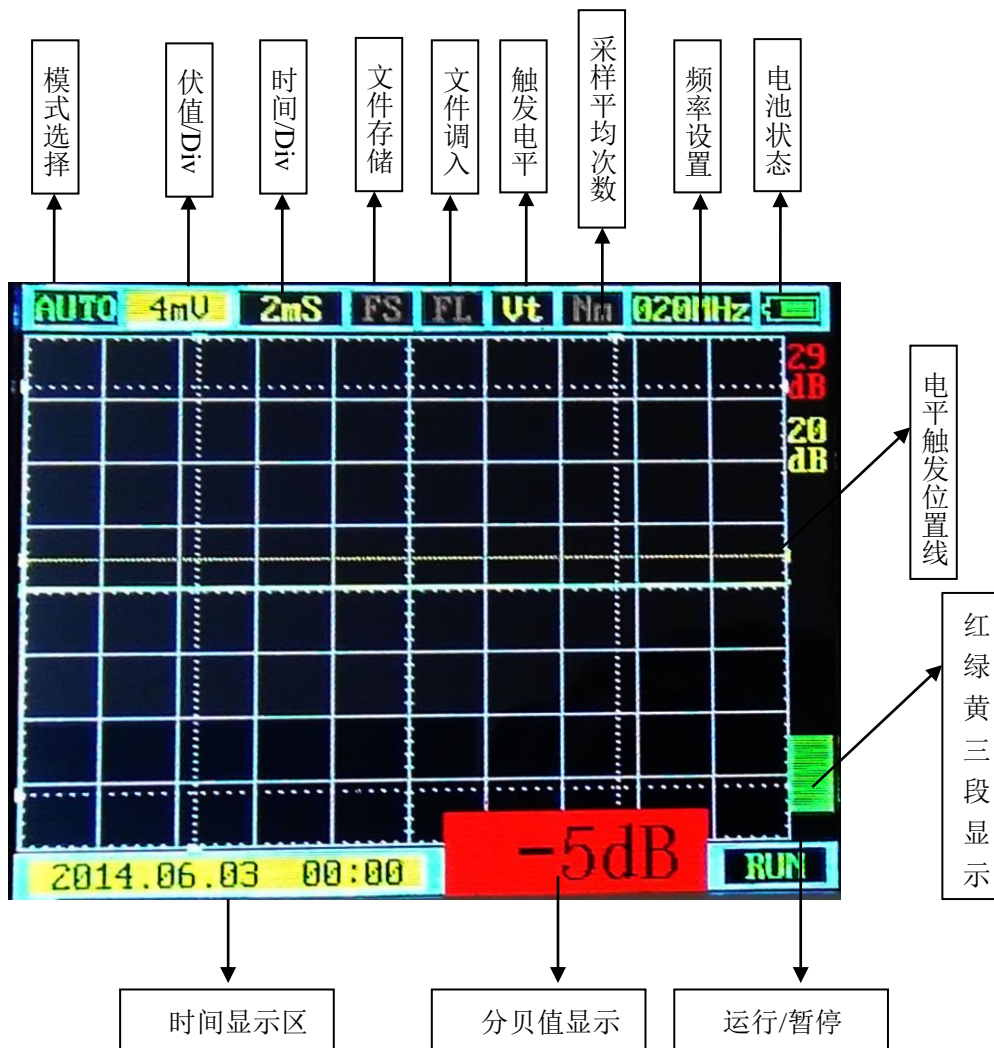 模式选择
伏值/Div
时间/Div
文件存储
文件调入
触发电平
采样平均次数
频率设置
电池状态
AUTO 4mV 2mS FS FL Vt Nm 020MHz
29
dB
20
dB
电平触发位置线
红绿黄三段显示
-5dB
2014.06.03 00:00
RUN
时间显示区
分贝值显示
运行/暂停